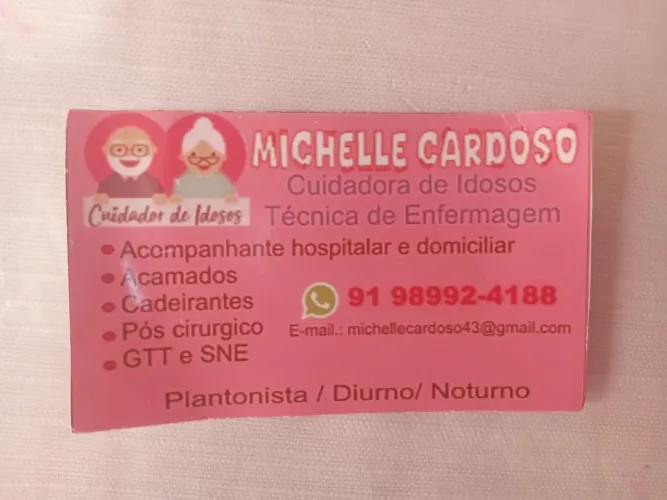 MICHELLE CARDOSO
Cuidadora de Idosos
Cuidador de Idosos
Técnica de Enfermagem
Acompanhante hospitalar e domiciliar
Acamados
Cadeirantes
91 98992-4188
Pós cirurgico
E-mail.: michellecardoso43@gmail.com
GTT e SNE
Plantonista / Diurno/ Noturno